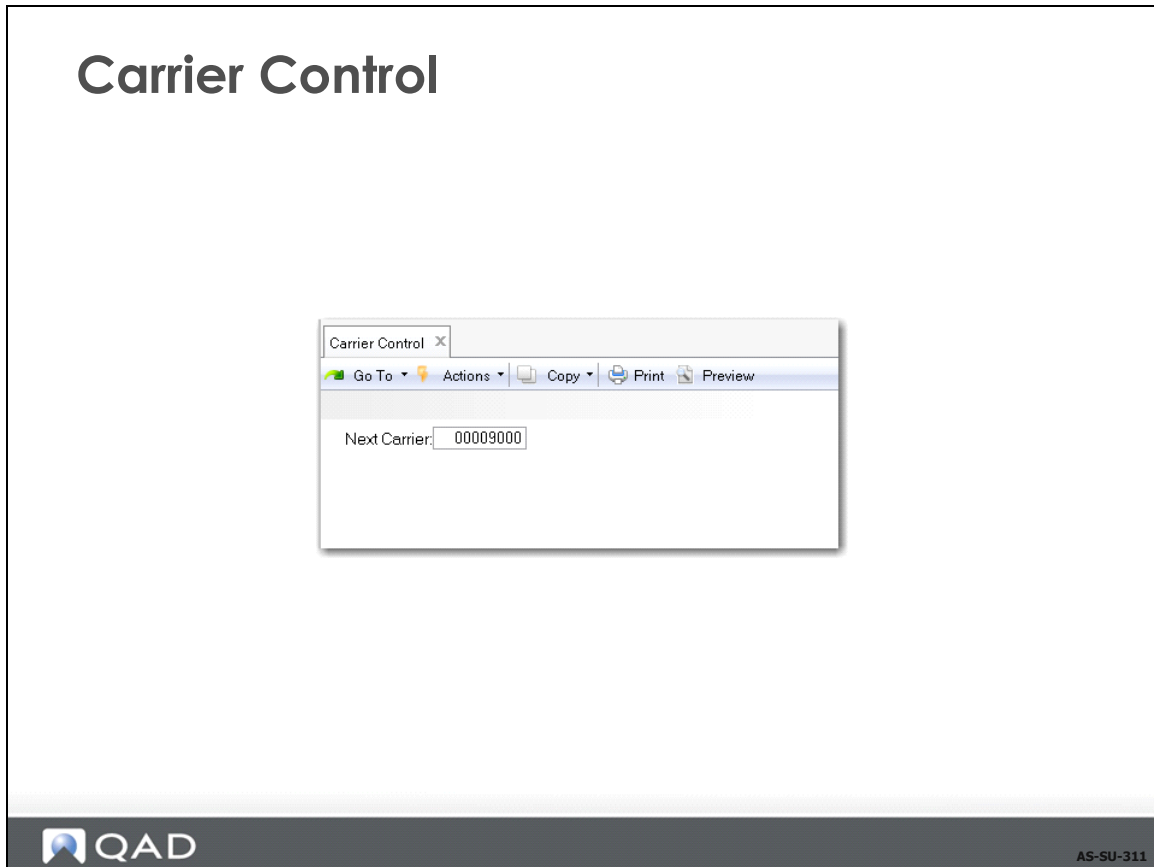 Carrier Control
Carrier Control X
Go To Actions Copy Print Preview
Next Carrier: 00009000
QAD
AS-SU-311